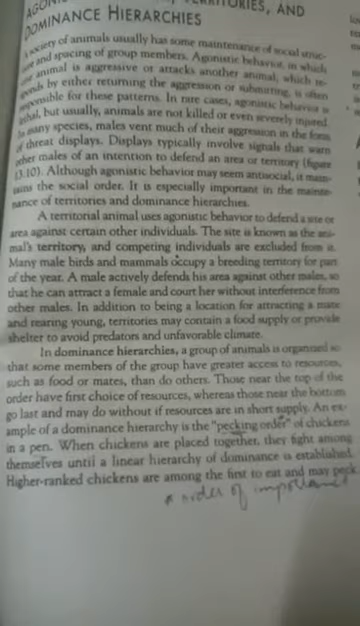 AGONISTIC TERRITORIES, AND
DOMINANCE HIERARCHIES
A society of animals usually has some maintenance of social struc-
ture and spacing of group members. Agonistic behavior, in which
one animal is aggressive or attacks another animal, which re-
sponds by either returning the aggression or submitting, is often
responsible for these patterns. In rare cases, agonistic behavior is
lethal, but usually, animals are not killed or even severely injured.
In many species, males vent much of their aggression in the form
of threat displays. Displays typically involve signals that warn
other males of an intention to defend an area or territory (figure
13.10). Although agonistic behavior may seem antisocial, it main-
tains the social order. It is especially important in the mainte-
nance of territories and dominance hierarchies.
A territorial animal uses agonistic behavior to defend a site or
area against certain other individuals. The site is known as the ani-
mal's territory, and competing individuals are excluded from it.
Many male birds and mammals occupy a breeding territory for part
of the year. A male actively defends his area against other males, so
that he can attract a female and court her without interference from
other males. In addition to being a location for attracting a mate
and rearing young, territories may contain a food supply or provide
shelter to avoid predators and unfavorable climate.
In dominance hierarchies, a group of animals is organized so
that some members of the group have greater access to resources,
such as food or mates, than do others. Those near the top of the
order have first choice of resources, whereas those near the bottom
go last and may do without if resources are in short supply. An ex-
ample of a dominance hierarchy is the "pecking order" of chickens
in a pen. When chickens are placed together, they fight among
themselves until a linear hierarchy of dominance is established.
Higher-ranked chickens are among the first to eat and may peck
order of importance